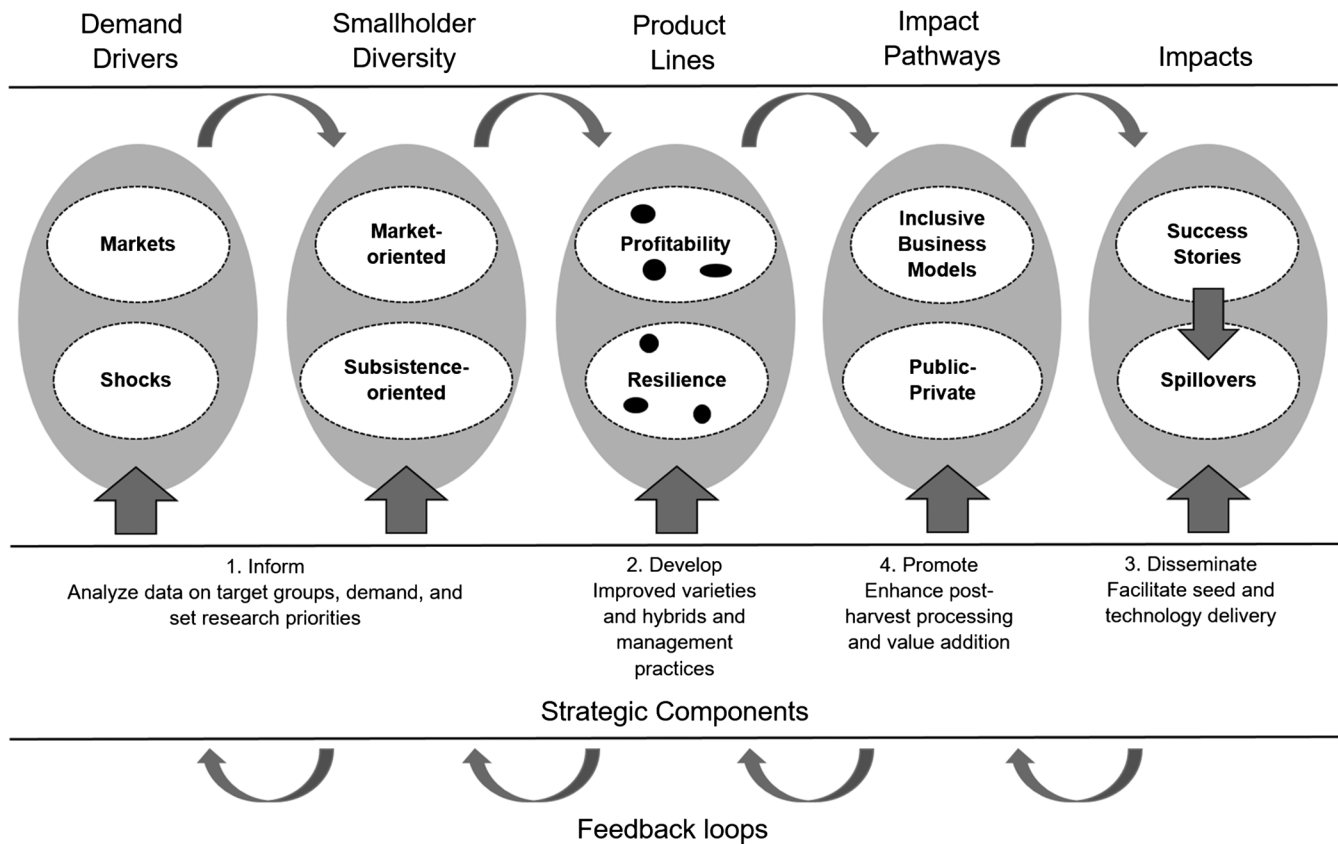 Demand
Drivers
Smallholder
Diversity
Product
Lines
Impact
Pathways
Impacts
Markets
Shocks
Market-
oriented
Subsistence-
oriented
Profitability
Resilience
Inclusive
Business
Models
Public-
Private
Success
Stories
Spillovers
1. Inform
Analyze data on target groups, demand, and
set research priorities
2. Develop
Improved varieties
and hybrids and
management
practices
4. Promote
Enhance post-
harvest processing
and value addition
3. Disseminate
Facilitate seed and
technology delivery
Strategic Components
Feedback loops